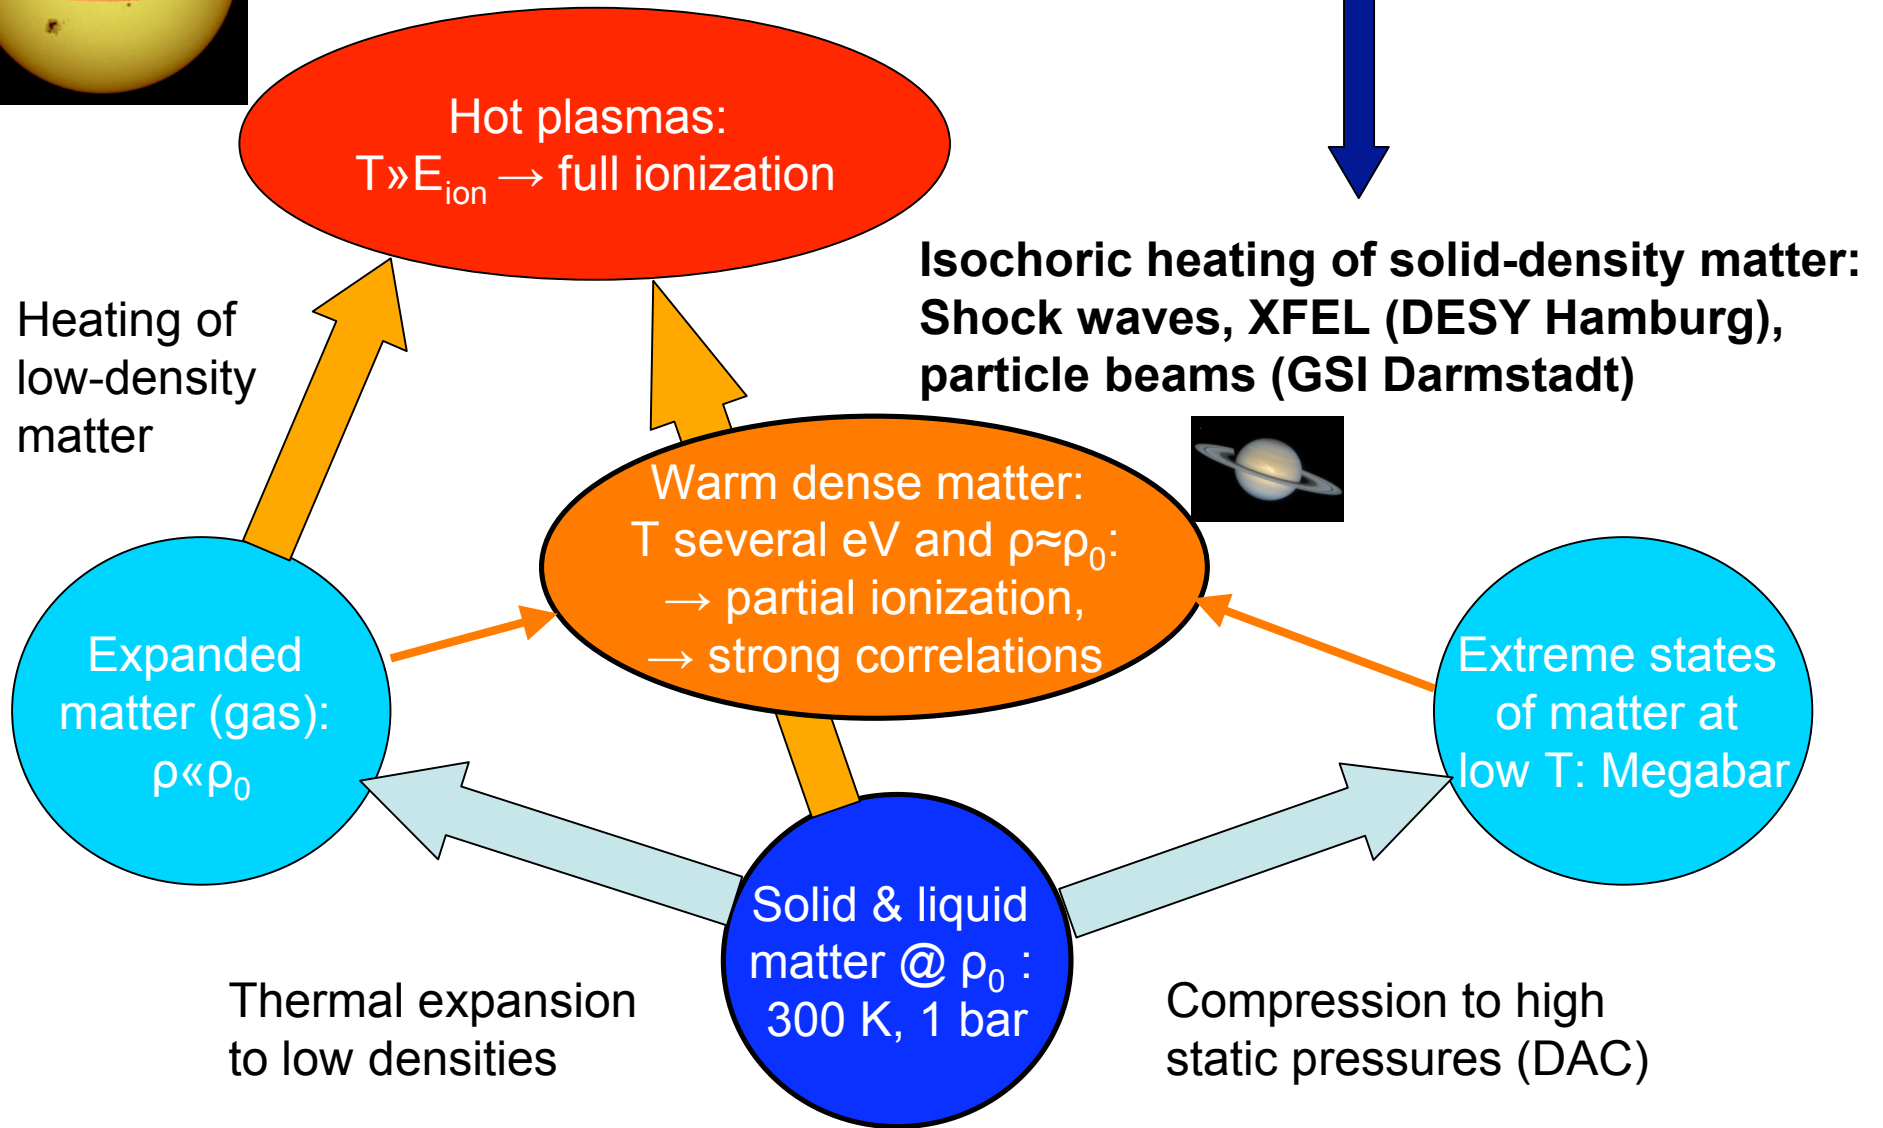 Hot plasmas:
T»E_ion → full ionization
Isochoric heating of solid-density matter:
Shock waves, XFEL (DESY Hamburg),
particle beams (GSI Darmstadt)
Heating of
low-density
matter
Warm dense matter:
T several eV and ρ≈ρ₀:
→ partial ionization,
→ strong correlations
Expanded
matter (gas):
ρ«ρ₀
Extreme states
of matter at
low T: Megabar
Solid & liquid
matter @ ρ₀ :
300 K, 1 bar
Thermal expansion
to low densities
Compression to high
static pressures (DAC)